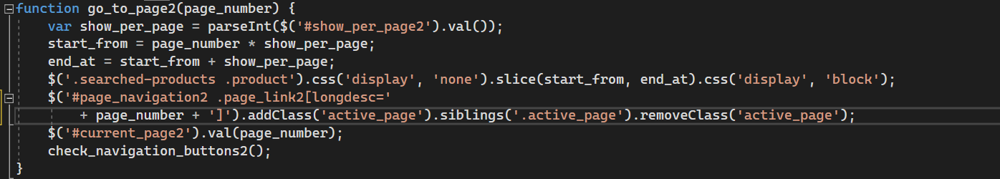 function go_to_page2(page_number) {
    var show_per_page = parseInt($('#show_per_page2').val());
    start_from = page_number * show_per_page;
    end_at = start_from + show_per_page;
    $('.searched-products .product').css('display', 'none').slice(start_from, end_at).css('display', 'block');
    $('#page_navigation2 .page_link2[longdesc='
        + page_number + ']').addClass('active_page').siblings('.active_page').removeClass('active_page');
    $('#current_page2').val(page_number);
    check_navigation_buttons2();
}